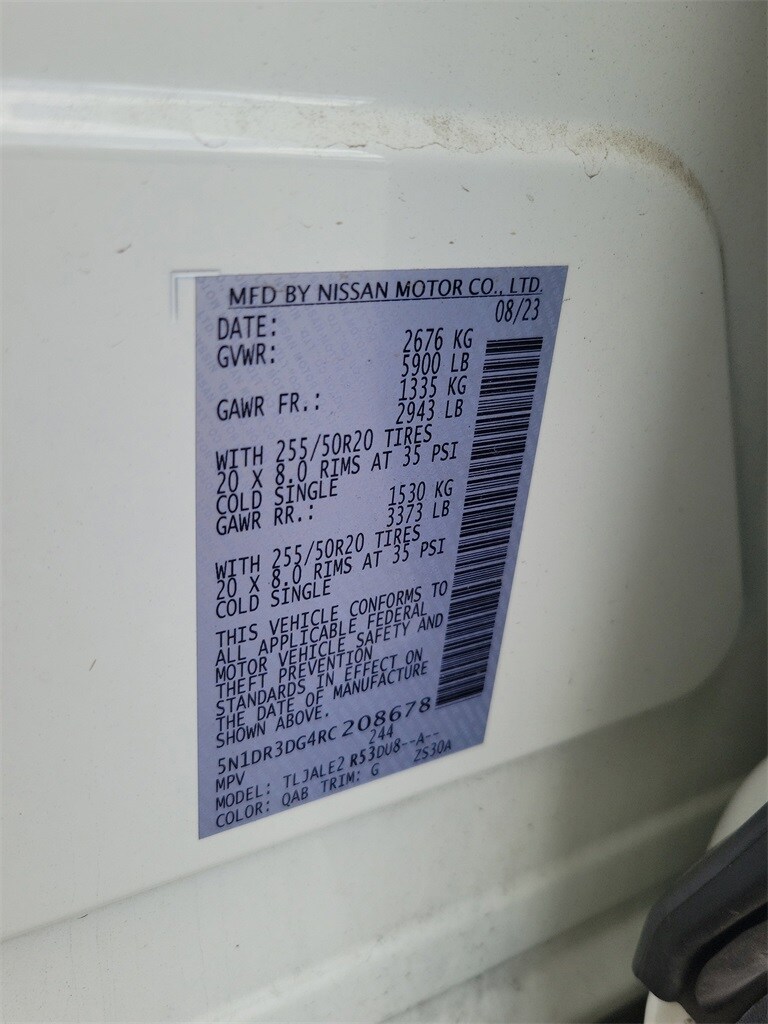 MFD BY NISSAN MOTOR CO., LTD.
DATE: 08/23
GVWR: 2676 KG
5900 LB
GAWR FR.: 1335 KG
2943 LB
WITH 255/50R20 TIRES
20 X 8.0 RIMS AT 35 PSI
COLD SINGLE
GAWR RR.: 1530 KG
3373 LB
WITH 255/50R20 TIRES
20 X 8.0 RIMS AT 35 PSI
COLD SINGLE
THIS VEHICLE CONFORMS TO
ALL APPLICABLE FEDERAL
MOTOR VEHICLE SAFETY AND
THEFT PREVENTION
STANDARDS IN EFFECT ON
THE DATE OF MANUFACTURE
SHOWN ABOVE.
5N1DR3DG4RC208678
MPV 244
MODEL: TLJALE2 R53DU8--A--
COLOR: QAB TRIM: G ZS30A